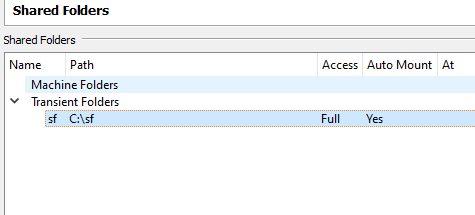 Shared Folders
Shared Folders
Name Path Access Auto Mount At
Machine Folders
Transient Folders
sf C:\sf Full Yes